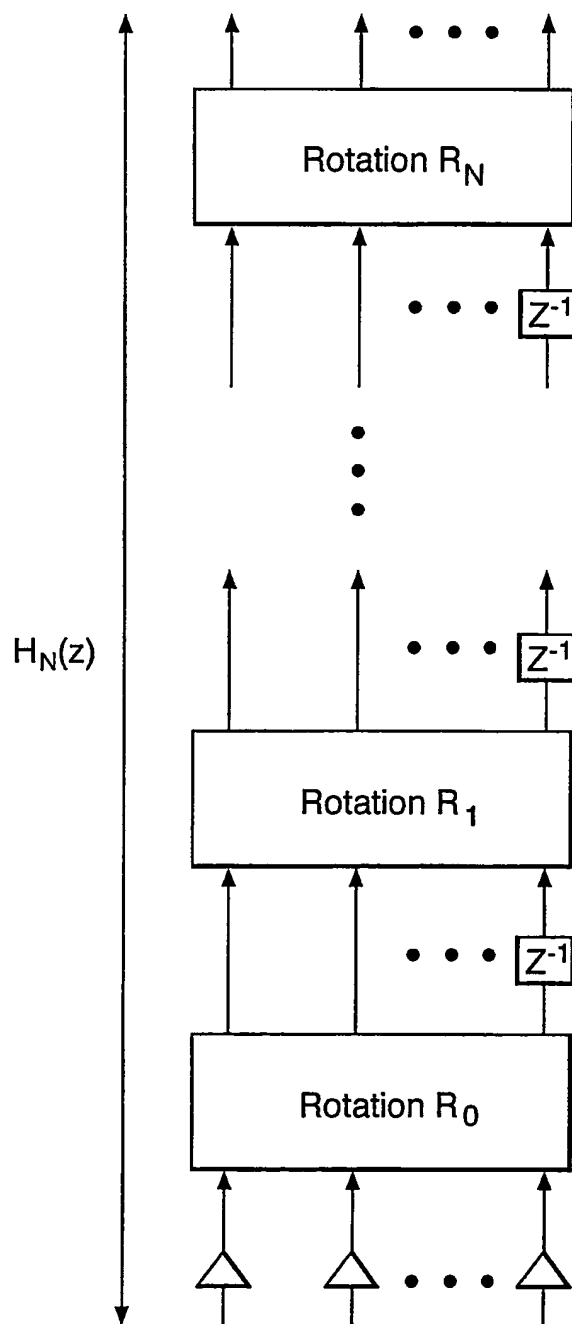 Rotation R_N
Z^-1
H_N(z)
Z^-1
Rotation R_1
Z^-1
Rotation R_0